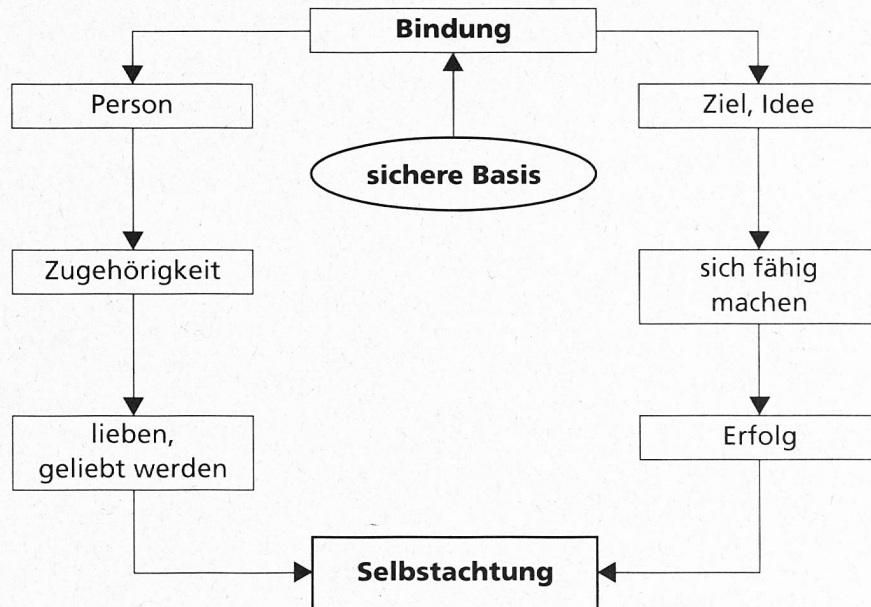 Bindung
Person
Ziel, Idee
sichere Basis
Zugehörigkeit
sich fähig
machen
lieben,
geliebt werden
Erfolg
Selbstachtung